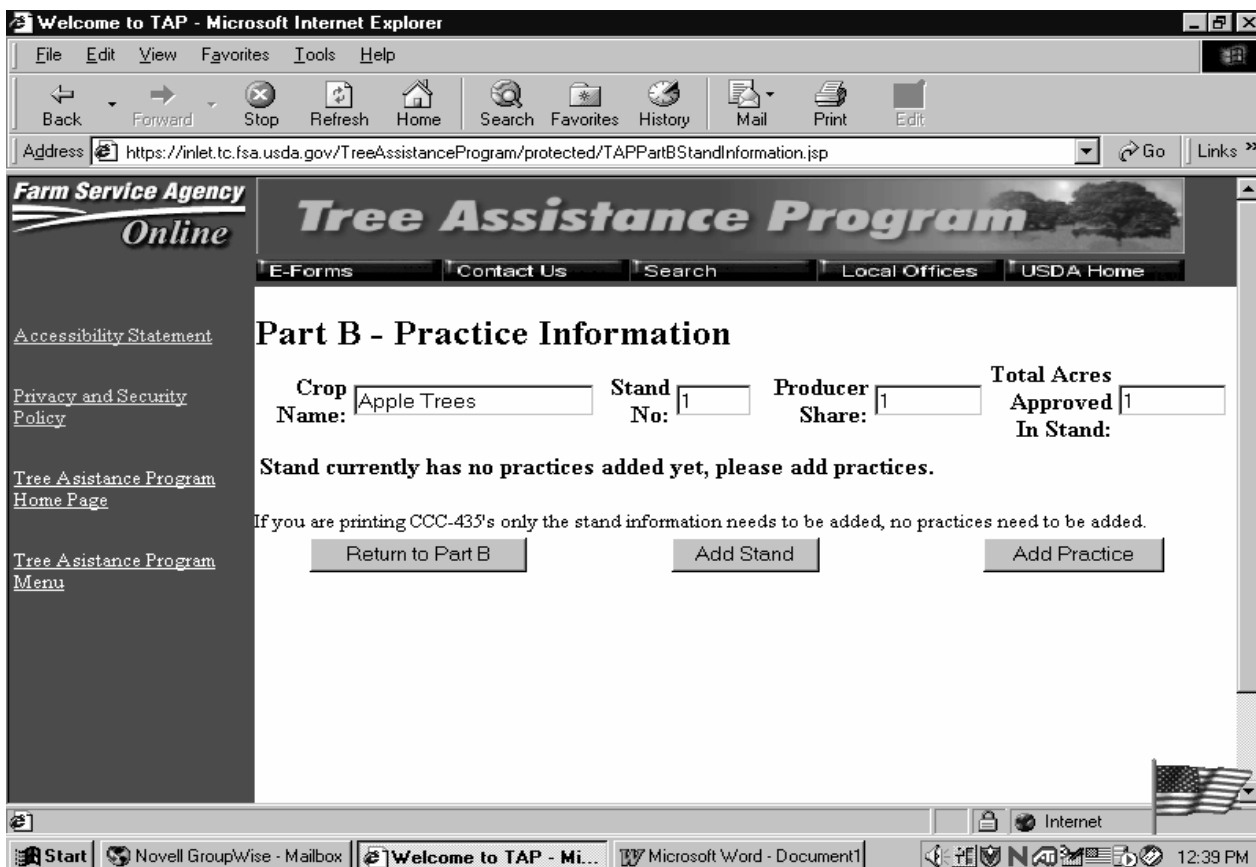 Welcome to TAP - Microsoft Internet Explorer
File Edit View Favorites Tools Help
Back Forward Stop Refresh Home Search Favorites History Mail Print Edit
Address https://inlet.tc.fsa.usda.gov/TreeAssistanceProgram/protected/TAPPartBStandInformation.jsp Go Links »
Farm Service Agency
Online
Tree Assistance Program
E-Forms Contact Us Search Local Offices USDA Home
Accessibility Statement
Privacy and Security
Policy
Tree Asistance Program
Home Page
Tree Asistance Program
Menu
Part B - Practice Information
Crop
Name: Apple Trees
Stand
No: 1
Producer
Share: 1
Total Acres
Approved
In Stand: 1
Stand currently has no practices added yet, please add practices.
If you are printing CCC-435's only the stand information needs to be added, no practices need to be added.
Return to Part B Add Stand Add Practice
Internet
Start Novell GroupWise - Mailbox Welcome to TAP - Mi... Microsoft Word - Document1 12:39 PM